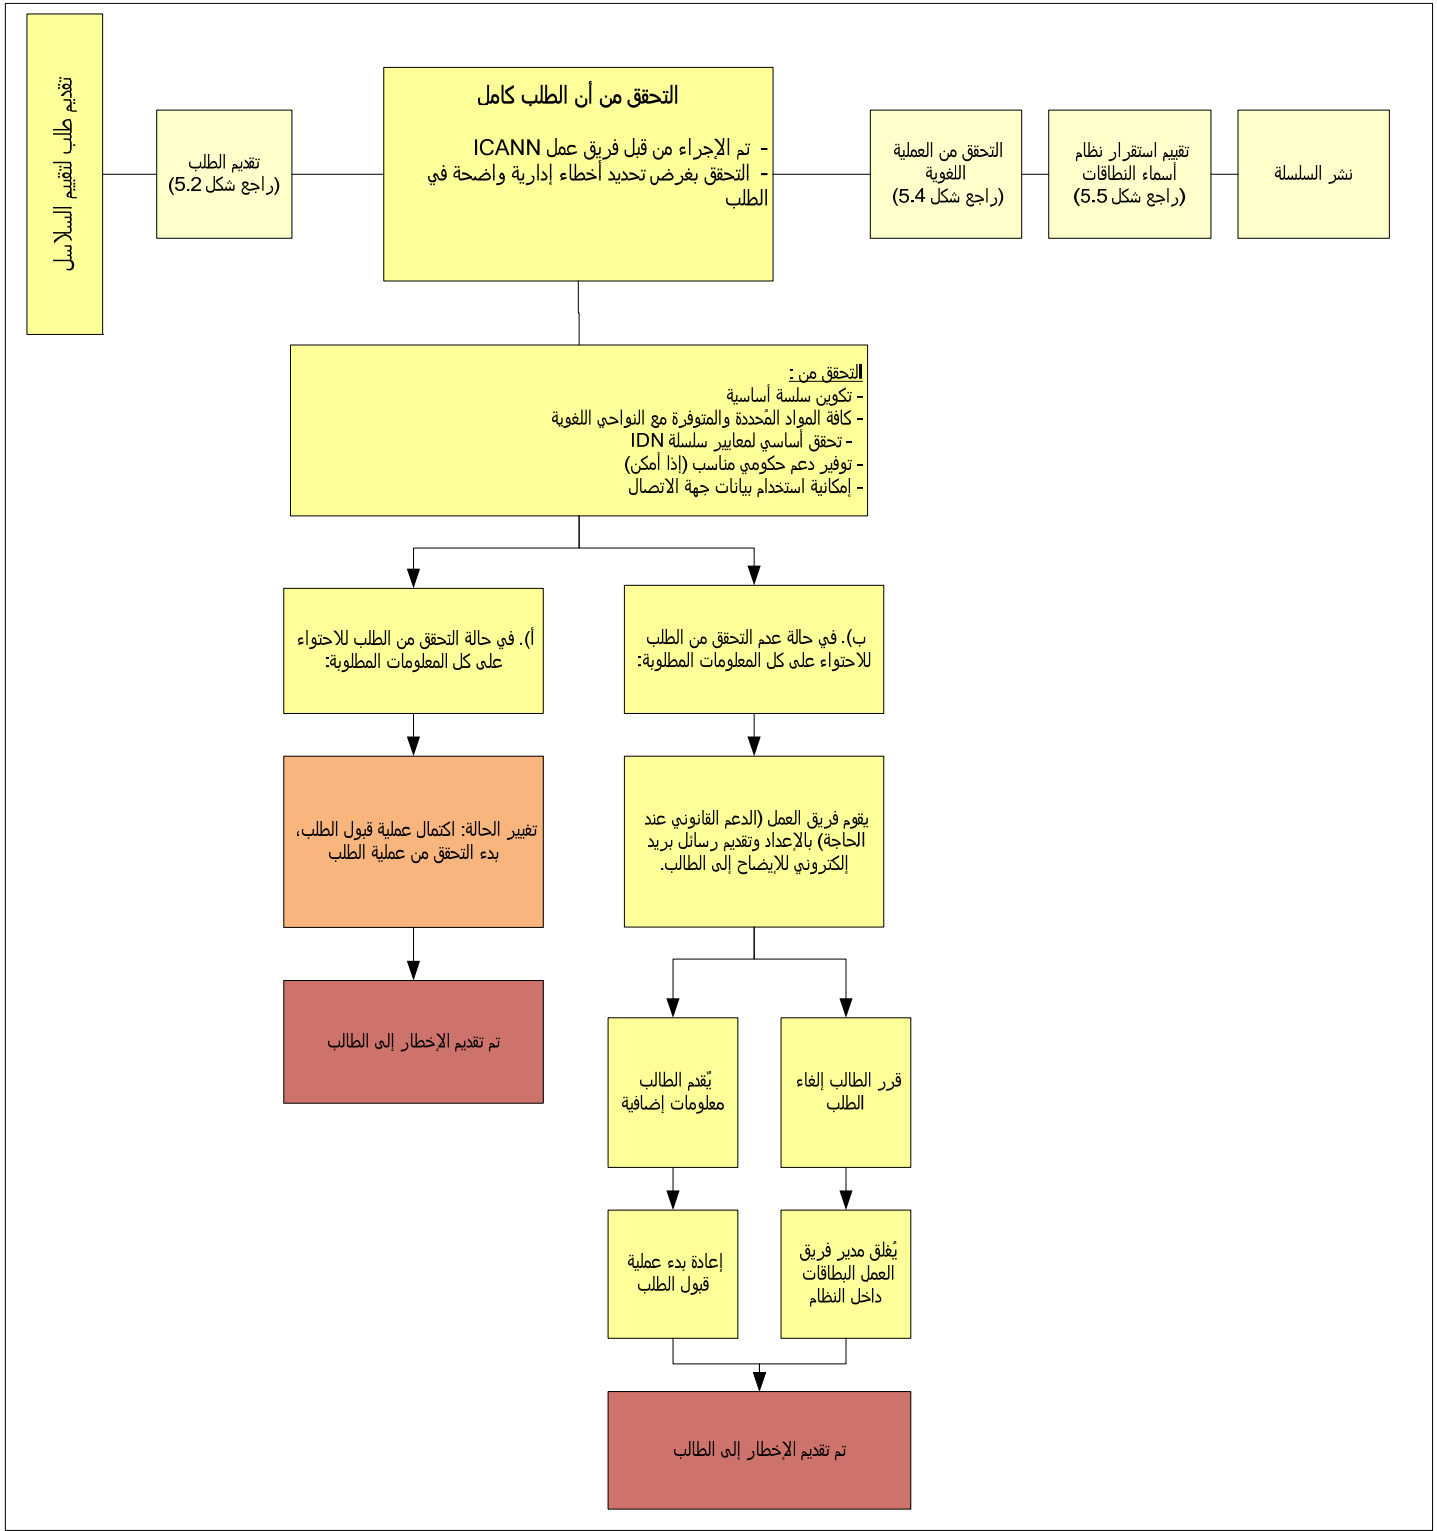 تقديم طلب لتقييم السلاسل
تقديم الطلب
(راجع شكل 5.2)
التحقق من أن الطلب كامل
- تم الإجراء من قبل فريق عمل ICANN
- التحقق بغرض تحديد أخطاء إدارية واضحة في
الطلب
التحقق من العملية
اللغوية
(راجع شكل 5.4)
تقييم استقرار نظام
أسماء النطاقات
(راجع شكل 5.5)
نشر السلسلة
التحقق من :
- تكوين سلسة أساسية
- كافة المواد المُحددة والمتوفرة مع النواحي اللغوية
- تحقق أساسي لمعايير سلسلة IDN
- توفير دعم حكومي مناسب (إذا أمكن)
- إمكانية استخدام بيانات جهة الاتصال
أ). في حالة التحقق من الطلب للاحتواء
على كل المعلومات المطلوبة:
ب). في حالة عدم التحقق من الطلب
للاحتواء على كل المعلومات المطلوبة:
تغيير الحالة: اكتمال عملية قبول الطلب،
بدء التحقق من عملية الطلب
يقوم فريق العمل (الدعم القانوني عند
الحاجة) بالإعداد وتقديم رسائل بريد
إلكتروني للإيضاح إلى الطالب.
تم تقديم الإخطار إلى الطالب
يُقدم الطالب
معلومات إضافية
قرر الطالب إلغاء
الطلب
إعادة بدء عملية
قبول الطلب
يُغلق مدير فريق
العمل البطاقات
داخل النظام
تم تقديم الإخطار إلى الطالب